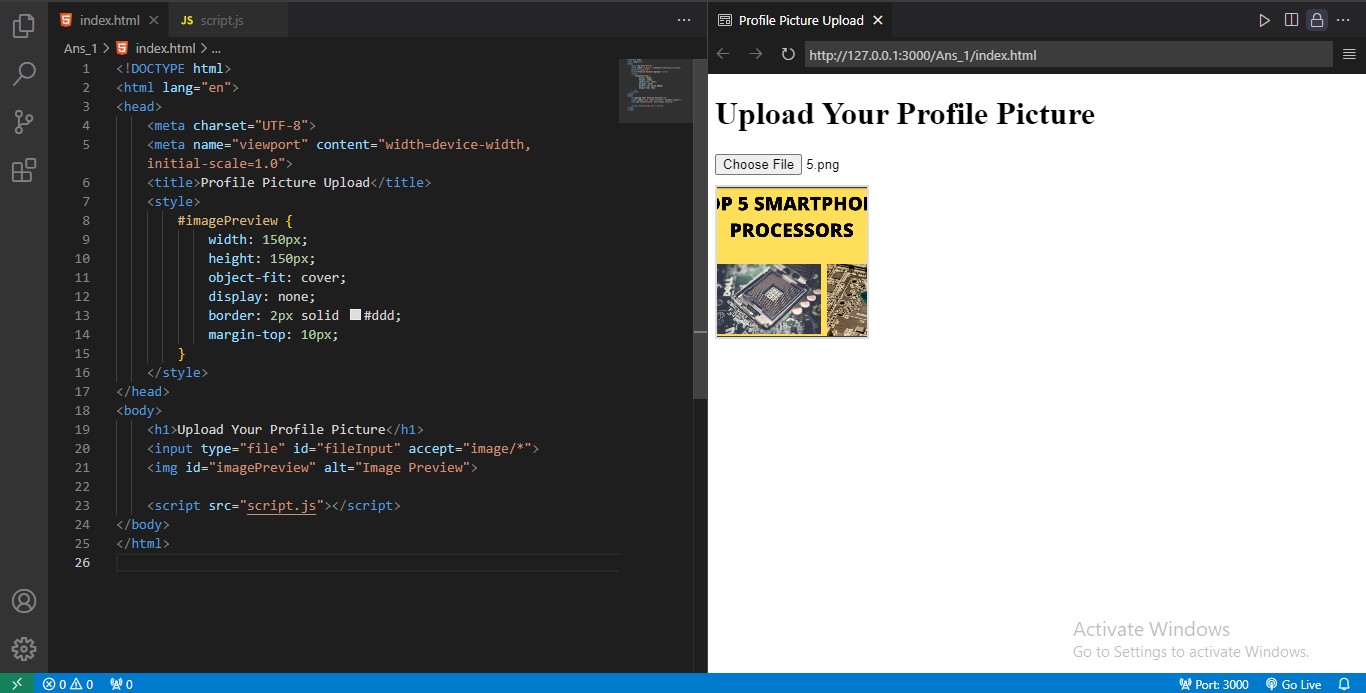 index.html
JS script.js
Ans_1 > index.html > ...
1 <!DOCTYPE html>
2 <html lang="en">
3 <head>
4 <meta charset="UTF-8">
5 <meta name="viewport" content="width=device-width,
initial-scale=1.0">
6 <title>Profile Picture Upload</title>
7 <style>
8 #imagePreview {
9 width: 150px;
10 height: 150px;
11 object-fit: cover;
12 display: none;
13 border: 2px solid #ddd;
14 margin-top: 10px;
15 }
16 </style>
17 </head>
18 <body>
19 <h1>Upload Your Profile Picture</h1>
20 <input type="file" id="fileInput" accept="image/*">
21 <img id="imagePreview" alt="Image Preview">
22
23 <script src="script.js"></script>
24 </body>
25 </html>
26
0 0 0
Profile Picture Upload
http://127.0.0.1:3000/Ans_1/index.html
Upload Your Profile Picture
Choose File 5.png
OP 5 SMARTPHO
PROCESSORS
DELL
Activate Windows
Go to Settings to activate Windows.
Port: 3000 Go Live